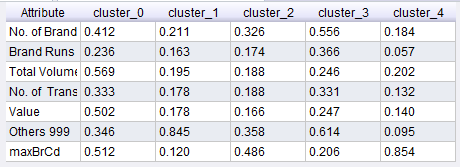 Attribute cluster_0 cluster_1 cluster_2 cluster_3 cluster_4
No. of Brand 0.412 0.211 0.326 0.556 0.184
Brand Runs 0.236 0.163 0.174 0.366 0.057
Total Volume 0.569 0.195 0.188 0.246 0.202
No. of Trans 0.333 0.178 0.188 0.331 0.132
Value 0.502 0.178 0.166 0.247 0.140
Others 999 0.346 0.845 0.358 0.614 0.095
maxBrCd 0.512 0.120 0.486 0.206 0.854